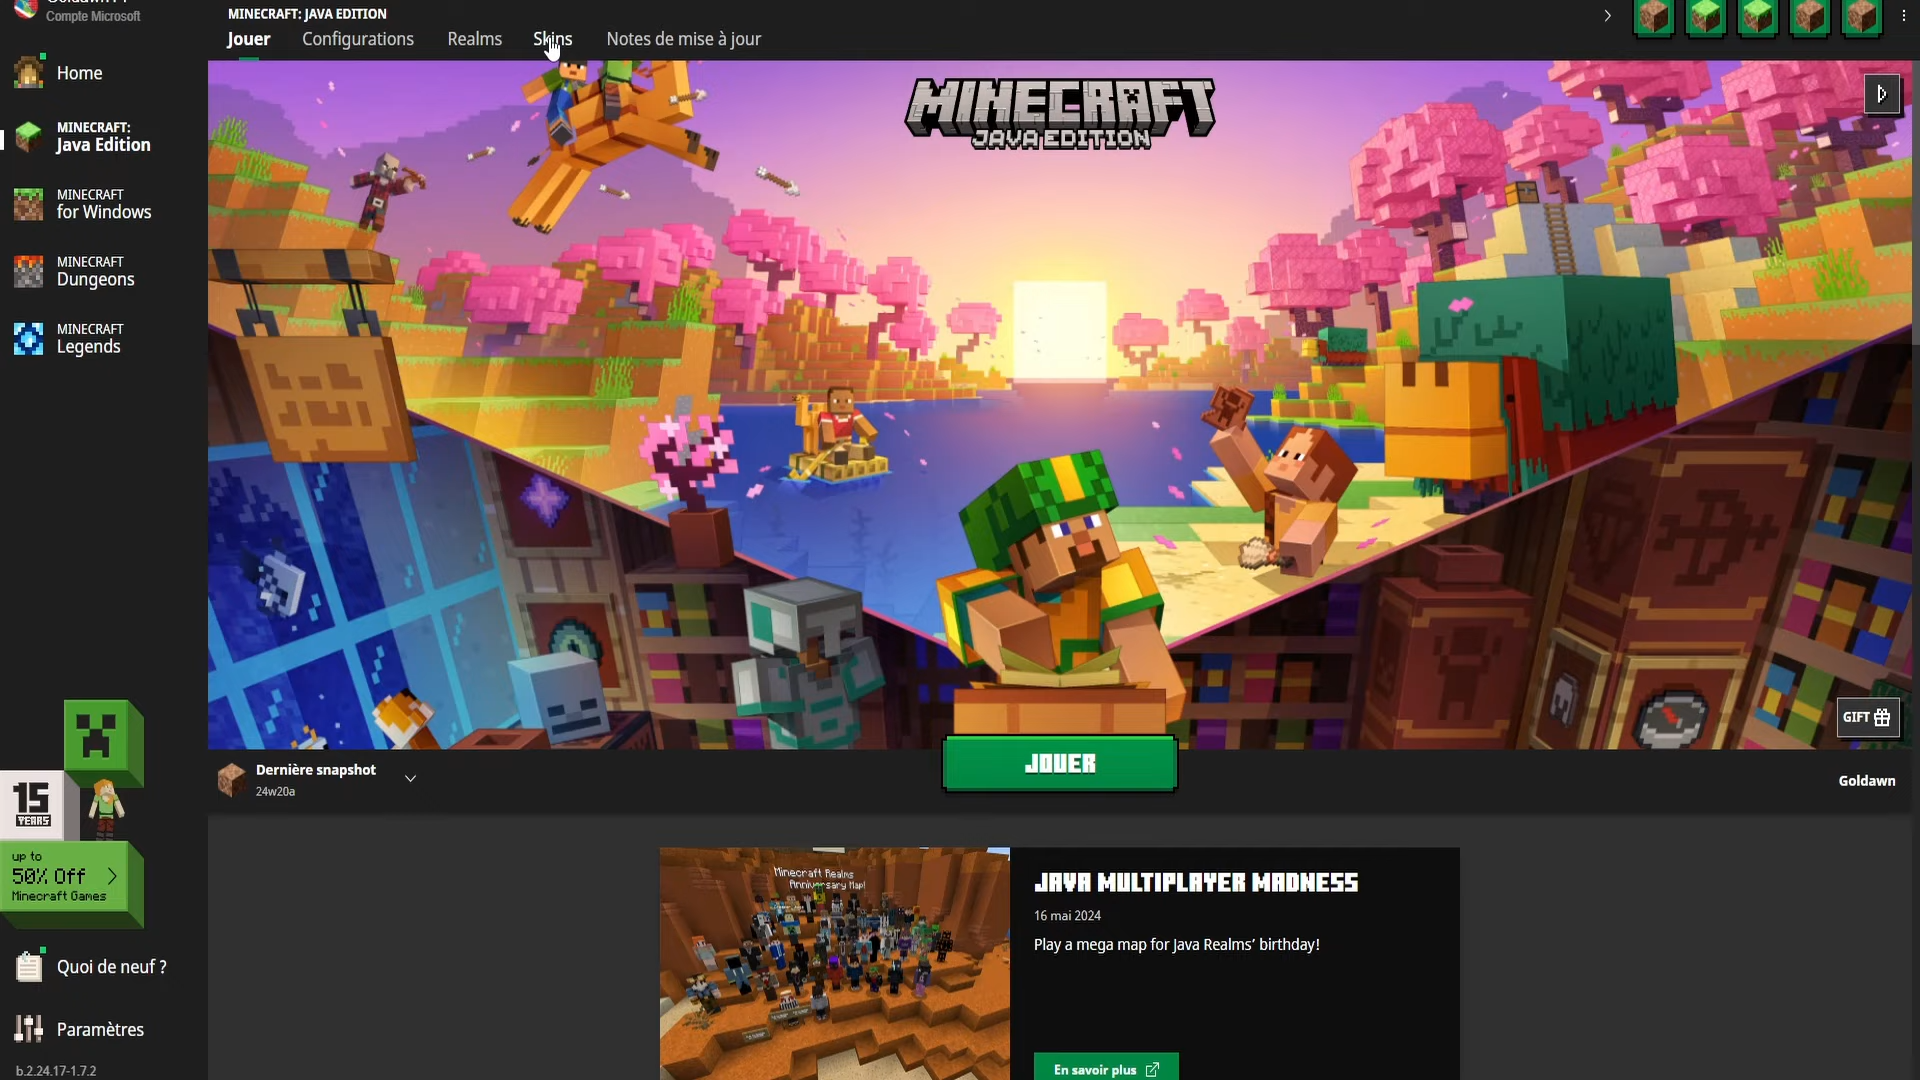 Compte Microsoft
Home
MINECRAFT:
Java Edition
MINECRAFT
for Windows
MINECRAFT
Dungeons
MINECRAFT
Legends
15
YEARS
up to
50% Off
Minecraft Games
Quoi de neuf ?
Paramètres
b.2.24.17-1.7.2
MINECRAFT: JAVA EDITION
Jouer
Configurations
Realms
Skins
Notes de mise à jour
MINECRAFT
JAVA EDITION
GIFT
Dernière snapshot
24w20a
JOUER
Goldawn
Minecraft Realms
Anniversary Map!
JAVA MULTIPLAYER MADNESS
16 mai 2024
Play a mega map for Java Realms’ birthday!
En savoir plus